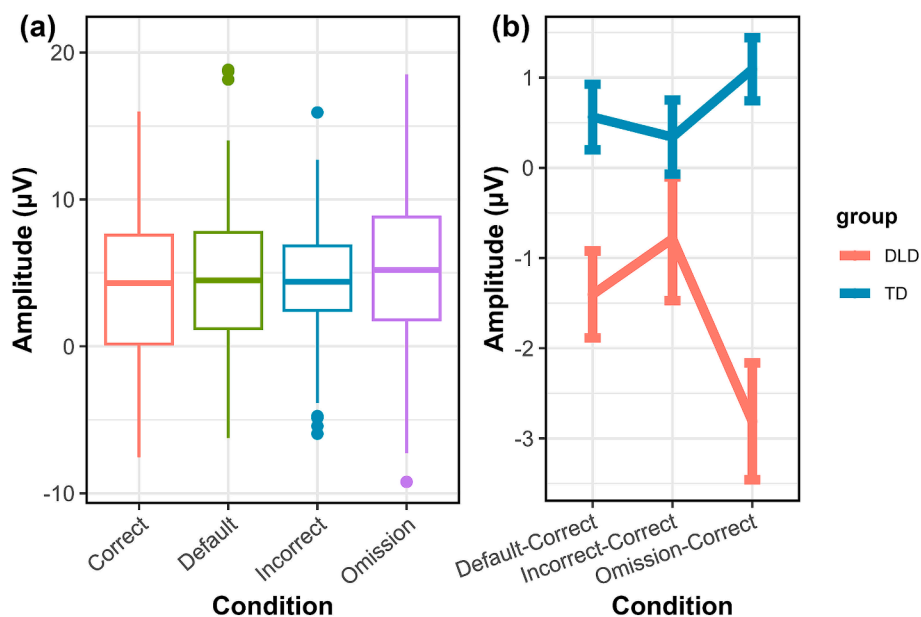 (a)
Amplitude (µV)
20
10
0
-10
Correct
Default
Incorrect
Omission
Condition
(b)
Amplitude (µV)
1
0
-1
-2
-3
Default-Correct
Incorrect-Correct
Omission-Correct
Condition
group
DLD
TD